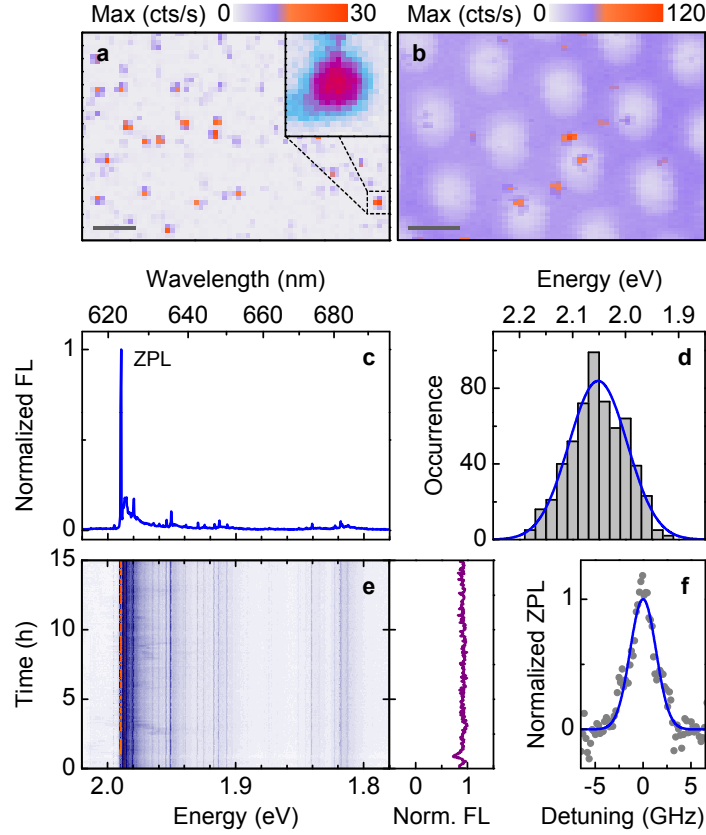 Max (cts/s) 0 30
Max (cts/s) 0 120
a
b
Wavelength (nm)
620 640 660 680
Energy (eV)
2.2 2.1 2.0 1.9
Normalized FL
1
0
ZPL
c
Occurrence
80
40
0
d
Time (h)
15
10
5
0
e
2.0 1.9 1.8
Energy (eV)
0 1
Norm. FL
Normalized ZPL
1
0
f
-5 0 5
Detuning (GHz)